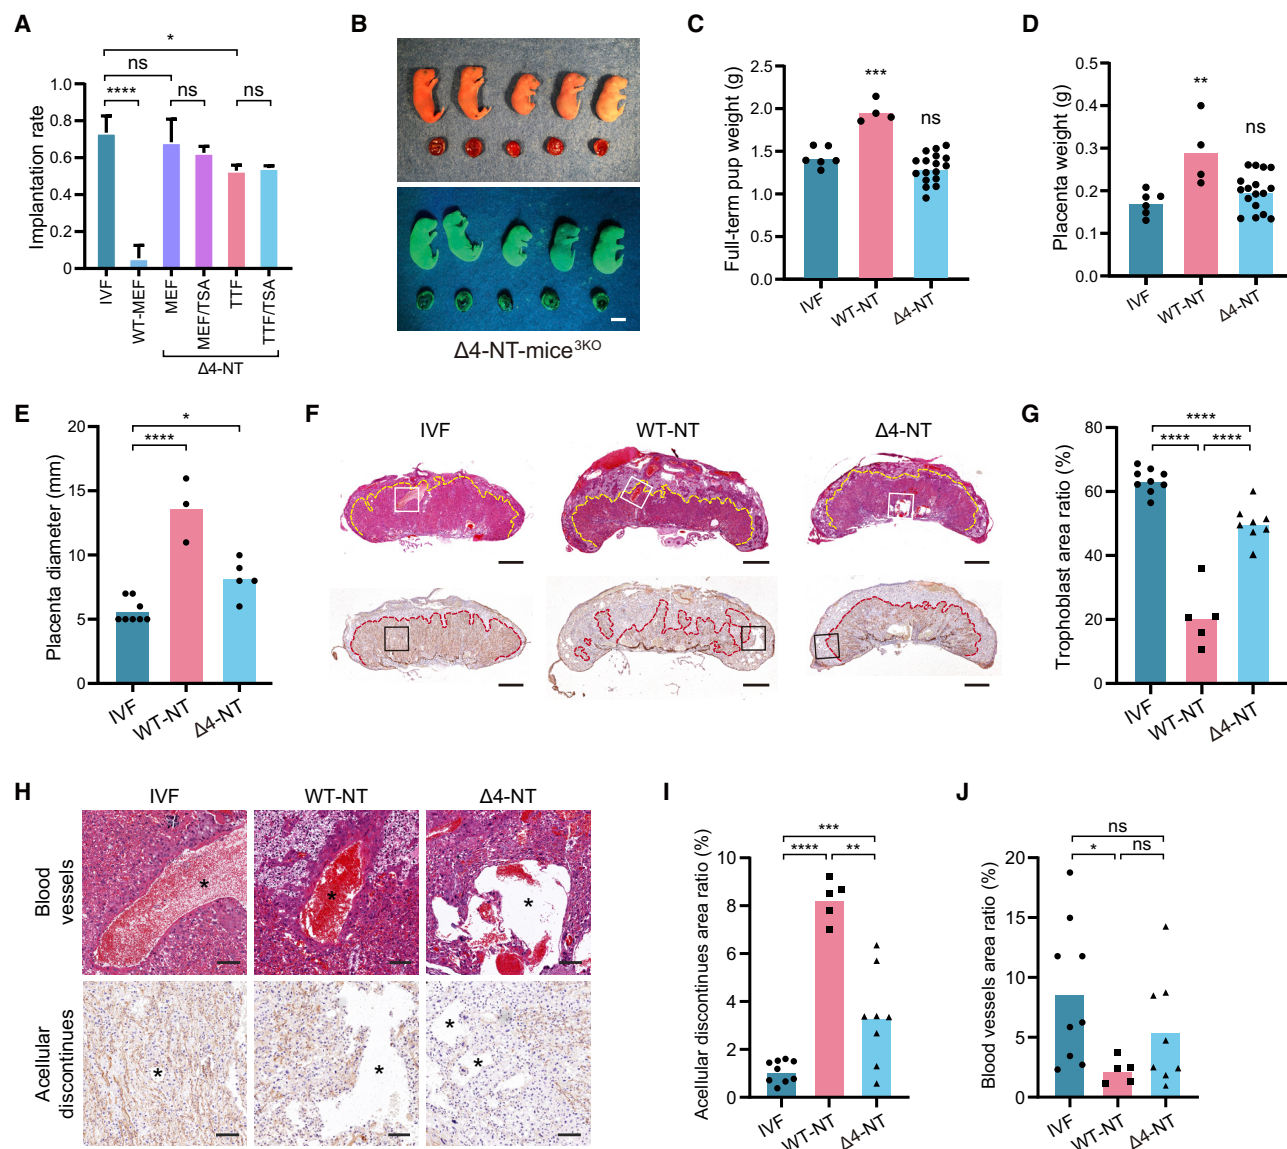 A
*
ns
****
ns
ns
Implantation rate
1.0
0.8
0.6
0.4
0.2
0
IVF
WT-MEF
MEF
MEF/TSA
TTF
TTF/TSA
Δ4-NT
B
Δ4-NT-mice3KO
C
Full-term pup weight (g)
2.5
2.0
1.5
1.0
0.5
0.0
***
ns
IVF
WT-NT
Δ4-NT
D
Placenta weight (g)
0.5
0.4
0.3
0.2
0.1
0.0
**
ns
IVF
WT-NT
Δ4-NT
E
Placenta diameter (mm)
20
15
10
5
0
*
****
IVF
WT-NT
Δ4-NT
F
IVF
WT-NT
Δ4-NT
G
Trophoblast area ratio (%)
80
60
40
20
0
****
****
****
IVF
WT-NT
Δ4-NT
H
IVF
WT-NT
Δ4-NT
Blood
vessels
*
*
*
Acellular
discontinues
*
*
*
*
I
Acellular discontinues area ratio (%)
10
8
6
4
2
0
***
****
**
IVF
WT-NT
Δ4-NT
J
Blood vessels area ratio (%)
20
15
10
5
0
ns
*
ns
IVF
WT-NT
Δ4-NT